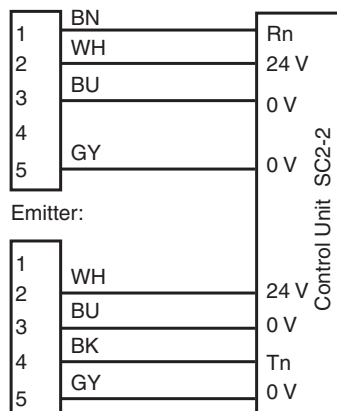 BN
1 Rn
WH
2 24 V
BU
3 0 V
4
GY
5 0 V
Emitter:
1
WH
2 24 V
BU
3 0 V
BK
4 Tn
GY
5 0 V
Control Unit SC2-2